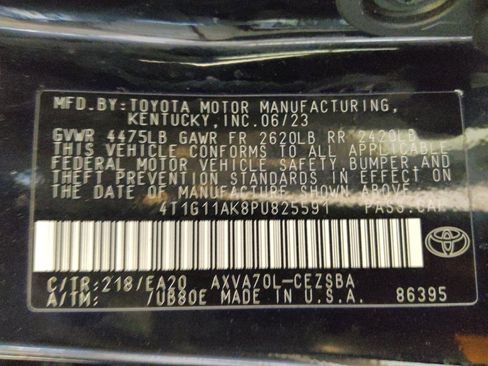 MFD.BY:TOYOTA MOTOR MANUFACTURING,
KENTUCKY,INC.06/23
GVWR 4475LB GAWR FR 2620LB RR 2420LB
THIS VEHICLE CONFORMS TO ALL APPLICABLE
FEDERAL MOTOR VEHICLE SAFETY,BUMPER,AND
THEFT PREVENTION STANDARDS IN EFFECT ON
THE DATE OF MANUFACTURE SHOWN ABOVE.
4T1G11AK8PU825591 PASS.CAR
C/TR:218/EA20 AXVA70L-CEZSBA
A/TM: /UB80E MADE IN U.S.A. 86395
TOYOTA